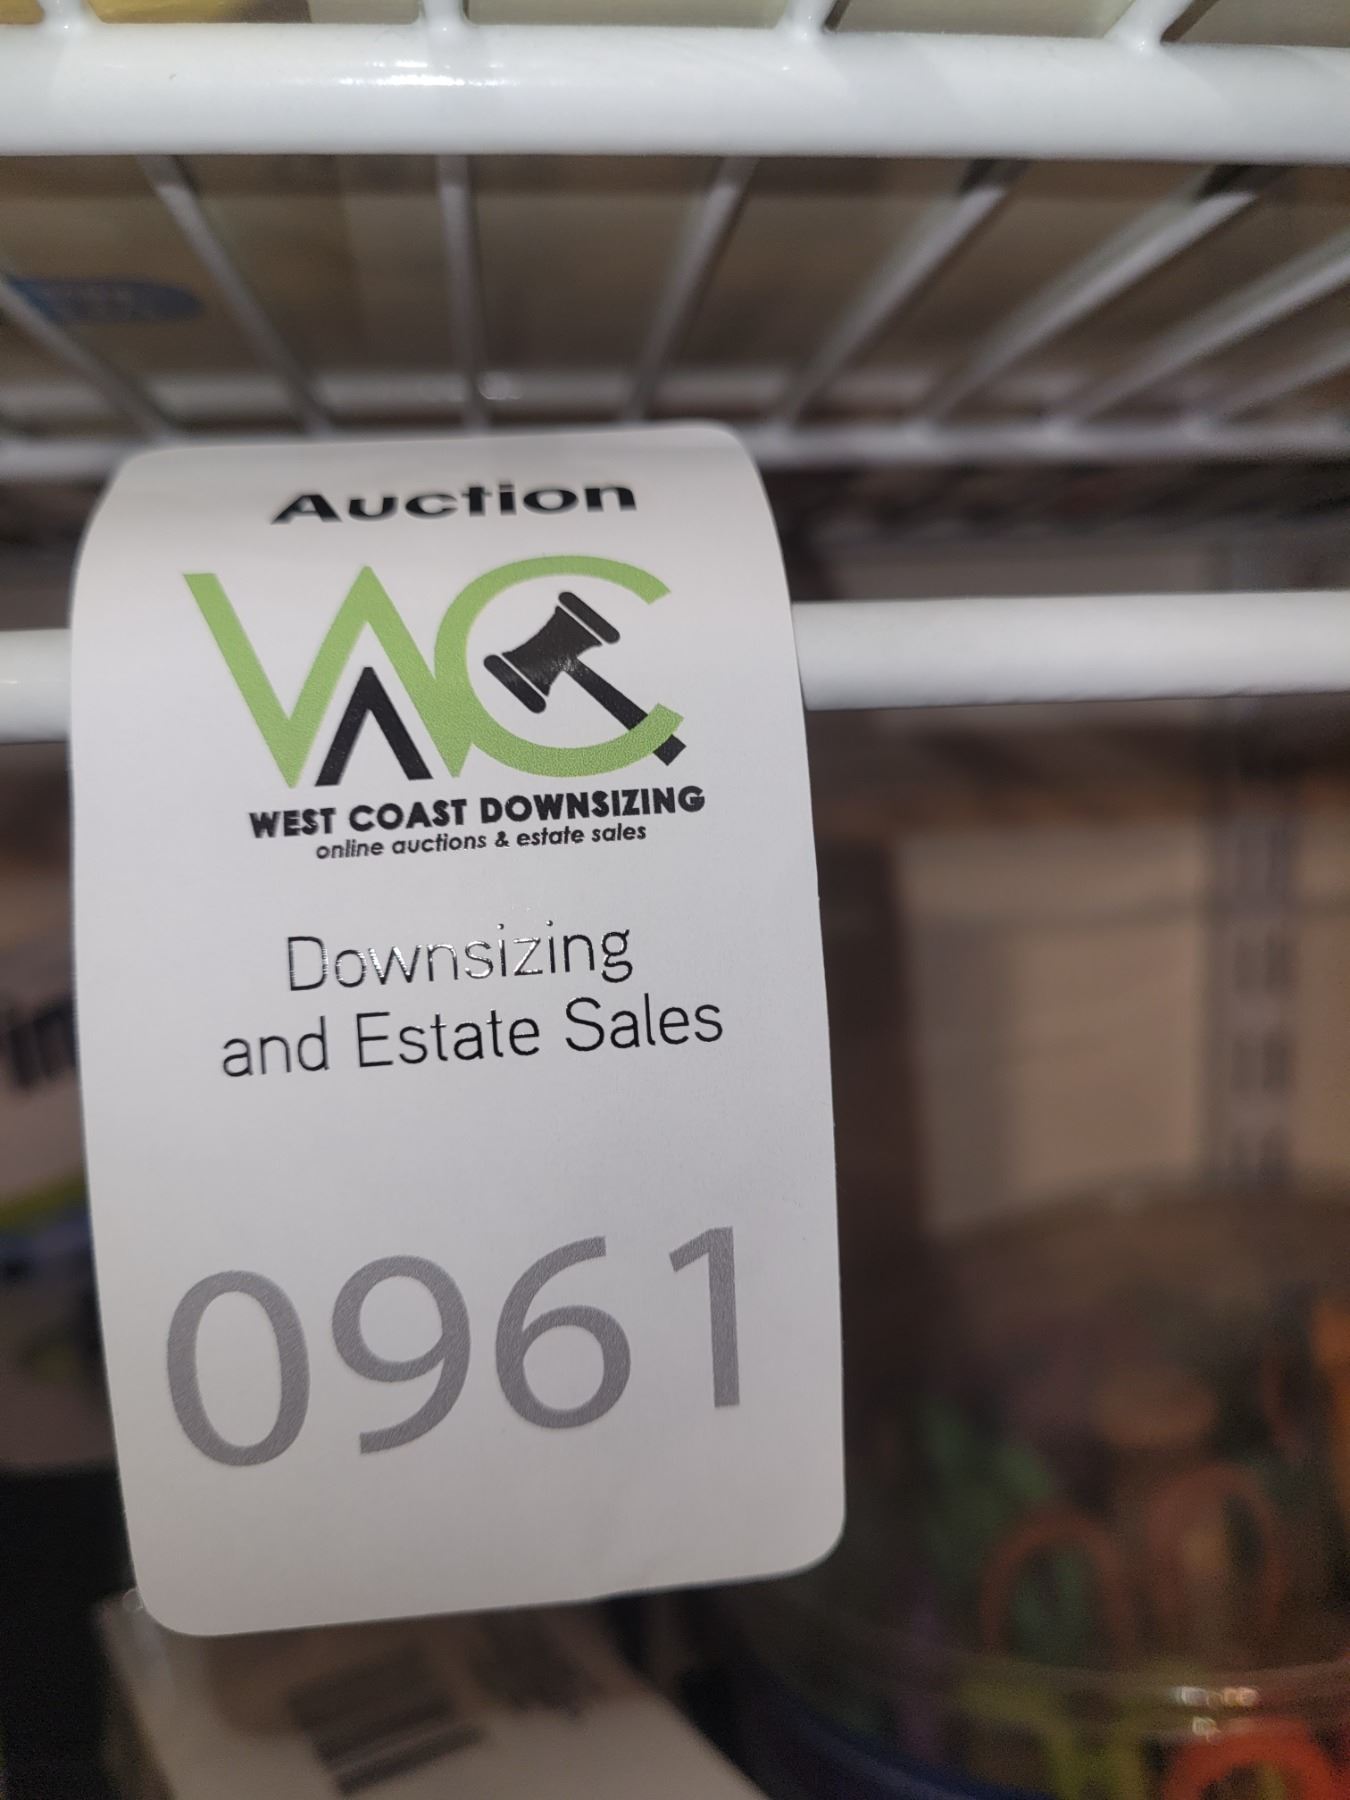 Auction
WC
WEST COAST DOWNSIZING
online auctions & estate sales
Downsizing
and Estate Sales
0961